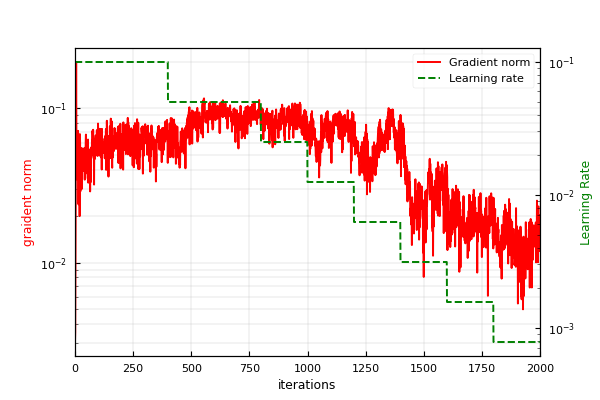 Gradient norm
Learning rate
10⁻¹
10⁻²
graident norm
10⁻¹
10⁻²
10⁻³
Learning Rate
0 250 500 750 1000 1250 1500 1750 2000
iterations